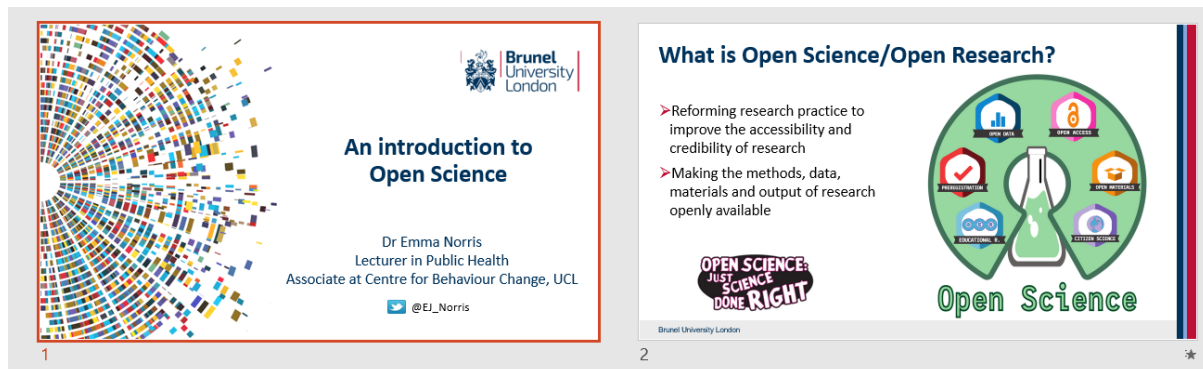 Brunel
University
London
An introduction to
Open Science
Dr Emma Norris
Lecturer in Public Health
Associate at Centre for Behaviour Change, UCL
@EJ_Norris
1
What is Open Science/Open Research?
Reforming research practice to
improve the accessibility and
credibility of research
Making the methods, data,
materials and output of research
openly available
OPEN SCIENCE:
JUST
SCIENCE
DONE RIGHT
OPEN DATA
OPEN ACCESS
PREREGISTRATION
OPEN MATERIALS
EDUCATIONAL R.
CITIZEN SCIENCE
Open Science
Brunel University London
2